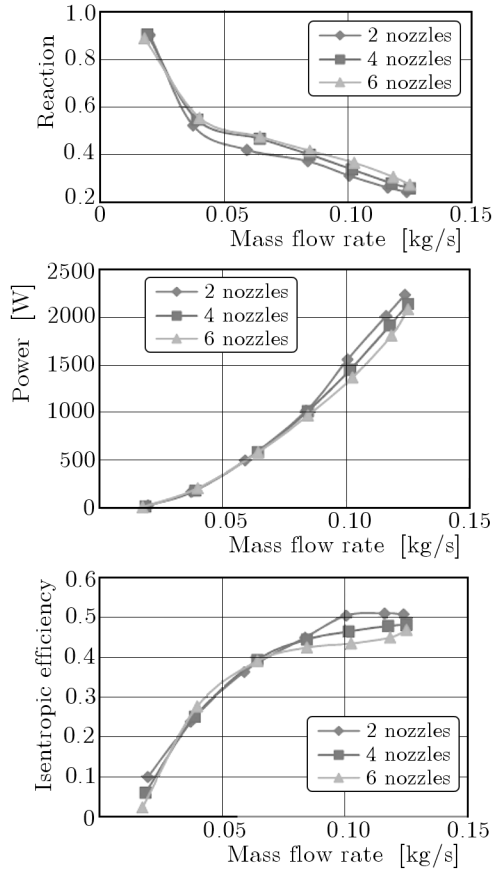 1.0
0.8
0.6
0.4
0.2
Reaction
2 nozzles
4 nozzles
6 nozzles
0
0.05
0.10
0.15
Mass flow rate [kg/s]
2500
2000
1500
1000
500
0
Power [W]
2 nozzles
4 nozzles
6 nozzles
0.05
0.10
0.15
Mass flow rate [kg/s]
0.6
0.5
0.4
0.3
0.2
0.1
0
Isentropic efficiency
2 nozzles
4 nozzles
6 nozzles
0.05
0.10
0.15
Mass flow rate [kg/s]